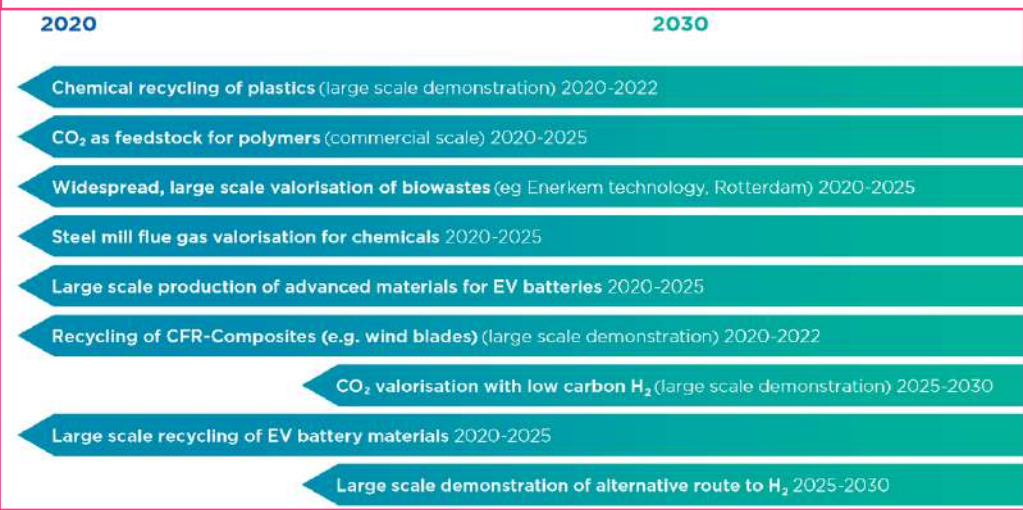 2020 2030
Chemical recycling of plastics (large scale demonstration) 2020-2022
CO₂ as feedstock for polymers (commercial scale) 2020-2025
Widespread, large scale valorisation of biowastes (eg Enerkem technology, Rotterdam) 2020-2025
Steel mill flue gas valorisation for chemicals 2020-2025
Large scale production of advanced materials for EV batteries 2020-2025
Recycling of CFR-Composites (e.g. wind blades) (large scale demonstration) 2020-2022
CO₂ valorisation with low carbon H₂ (large scale demonstration) 2025-2030
Large scale recycling of EV battery materials 2020-2025
Large scale demonstration of alternative route to H₂ 2025-2030